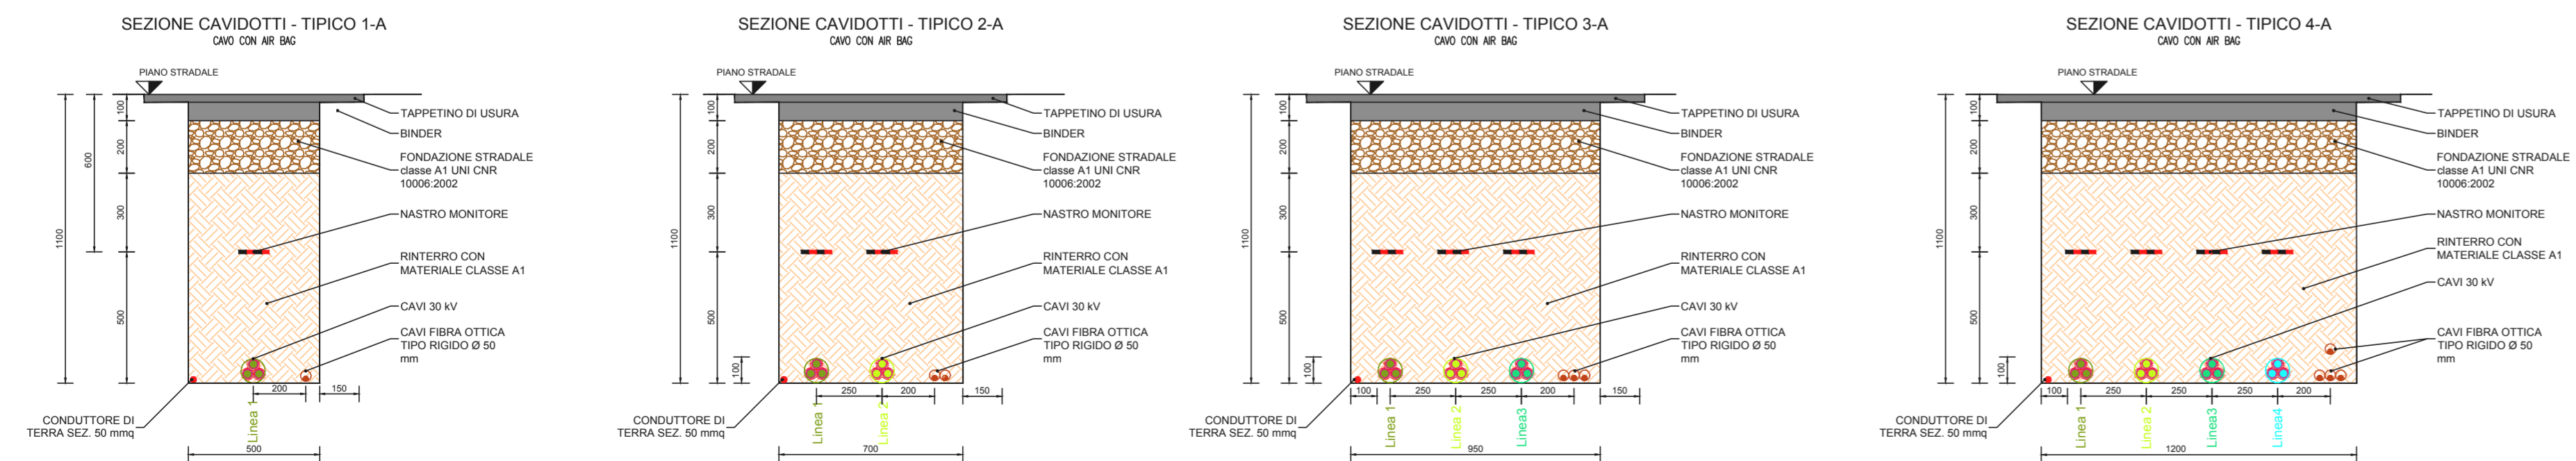 SEZIONE CAVIDOTTI - TIPICO 1-A
CAVO CON AIR BAG
PIANO STRADALE
100
200
300
500
600
1100
TAPPETINO DI USURA
BINDER
FONDAZIONE STRADALE
classe A1 UNI CNR
10006:2002
NASTRO MONITORE
RINTERRO CON
MATERIALE CLASSE A1
CAVI 30 kV
CAVI FIBRA OTTICA
TIPO RIGIDO Ø 50
mm
200
150
CONDUTTORE DI
TERRA SEZ. 50 mmq
Linea 1
500
SEZIONE CAVIDOTTI - TIPICO 2-A
CAVO CON AIR BAG
PIANO STRADALE
100
200
300
500
1100
100
TAPPETINO DI USURA
BINDER
FONDAZIONE STRADALE
classe A1 UNI CNR
10006:2002
NASTRO MONITORE
RINTERRO CON
MATERIALE CLASSE A1
CAVI 30 kV
CAVI FIBRA OTTICA
TIPO RIGIDO Ø 50
mm
250
200
150
CONDUTTORE DI
TERRA SEZ. 50 mmq
Linea 1
Linea 2
700
SEZIONE CAVIDOTTI - TIPICO 3-A
CAVO CON AIR BAG
PIANO STRADALE
100
200
300
500
1100
100
TAPPETINO DI USURA
BINDER
FONDAZIONE STRADALE
classe A1 UNI CNR
10006:2002
NASTRO MONITORE
RINTERRO CON
MATERIALE CLASSE A1
CAVI 30 kV
CAVI FIBRA OTTICA
TIPO RIGIDO Ø 50
mm
100
250
250
200
150
CONDUTTORE DI
TERRA SEZ. 50 mmq
Linea 1
Linea 2
Linea3
950
SEZIONE CAVIDOTTI - TIPICO 4-A
CAVO CON AIR BAG
PIANO STRADALE
100
200
300
500
1100
100
TAPPETINO DI USURA
BINDER
FONDAZIONE STRADALE
classe A1 UNI CNR
10006:2002
NASTRO MONITORE
RINTERRO CON
MATERIALE CLASSE A1
CAVI 30 kV
CAVI FIBRA OTTICA
TIPO RIGIDO Ø 50
mm
100
250
250
250
200
CONDUTTORE DI
TERRA SEZ. 50 mmq
Linea 1
Linea 2
Linea3
Linea4
1200